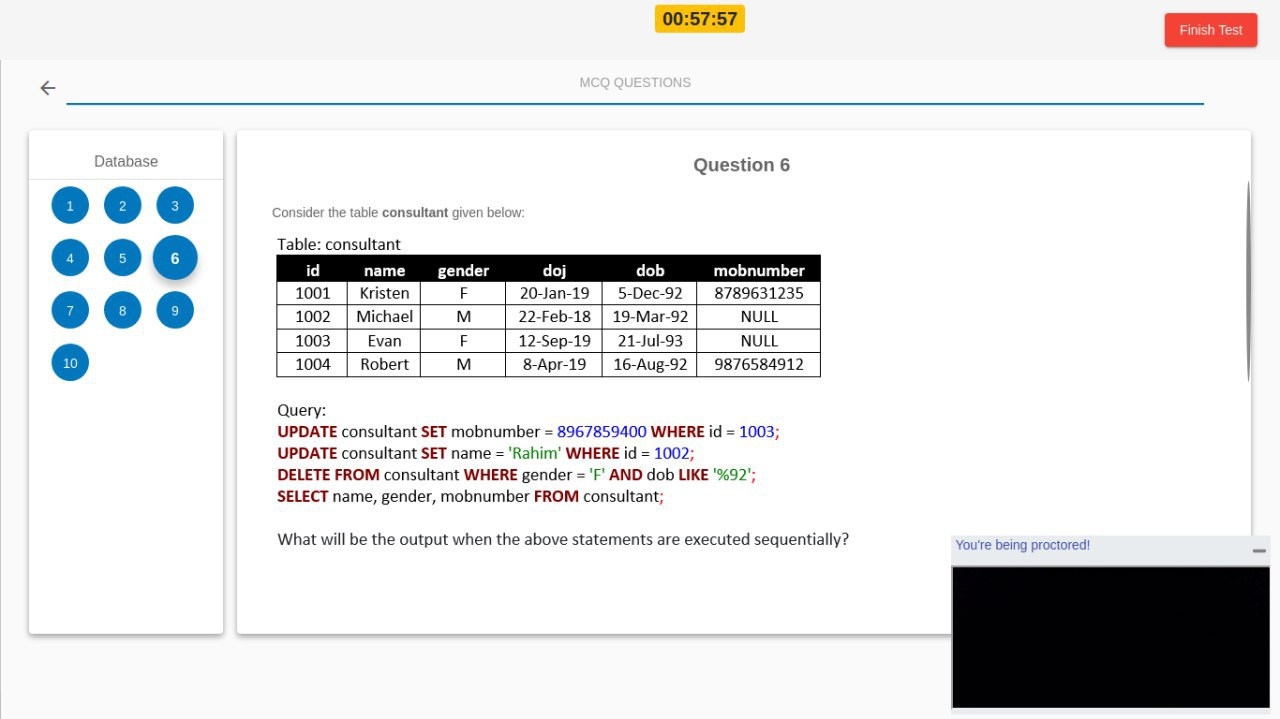 00:57:57
Finish Test
MCQ QUESTIONS
Database
1 2 3
4 5 6
7 8 9
10
Question 6
Consider the table consultant given below:
Table: consultant
id name gender doj dob mobnumber
1001 Kristen F 20-Jan-19 5-Dec-92 8789631235
1002 Michael M 22-Feb-18 19-Mar-92 NULL
1003 Evan F 12-Sep-19 21-Jul-93 NULL
1004 Robert M 8-Apr-19 16-Aug-92 9876584912
Query:
UPDATE consultant SET mobnumber = 8967859400 WHERE id = 1003;
UPDATE consultant SET name = 'Rahim' WHERE id = 1002;
DELETE FROM consultant WHERE gender = 'F' AND dob LIKE '%92';
SELECT name, gender, mobnumber FROM consultant;
What will be the output when the above statements are executed sequentially?
You're being proctored!